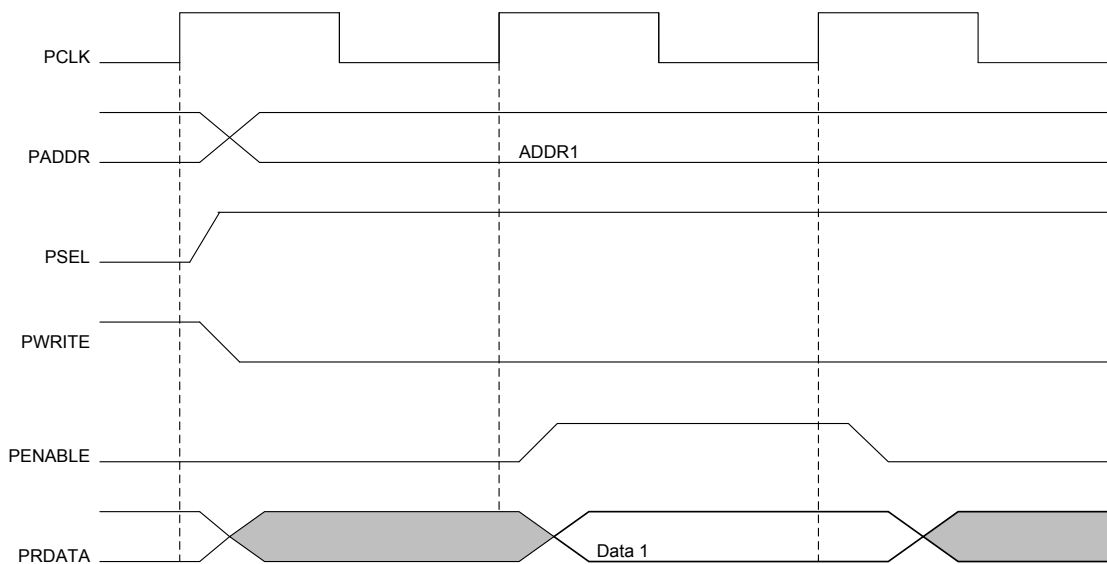 PCLK
PADDR
ADDR1
PSEL
PWRITE
PENABLE
PRDATA
Data 1